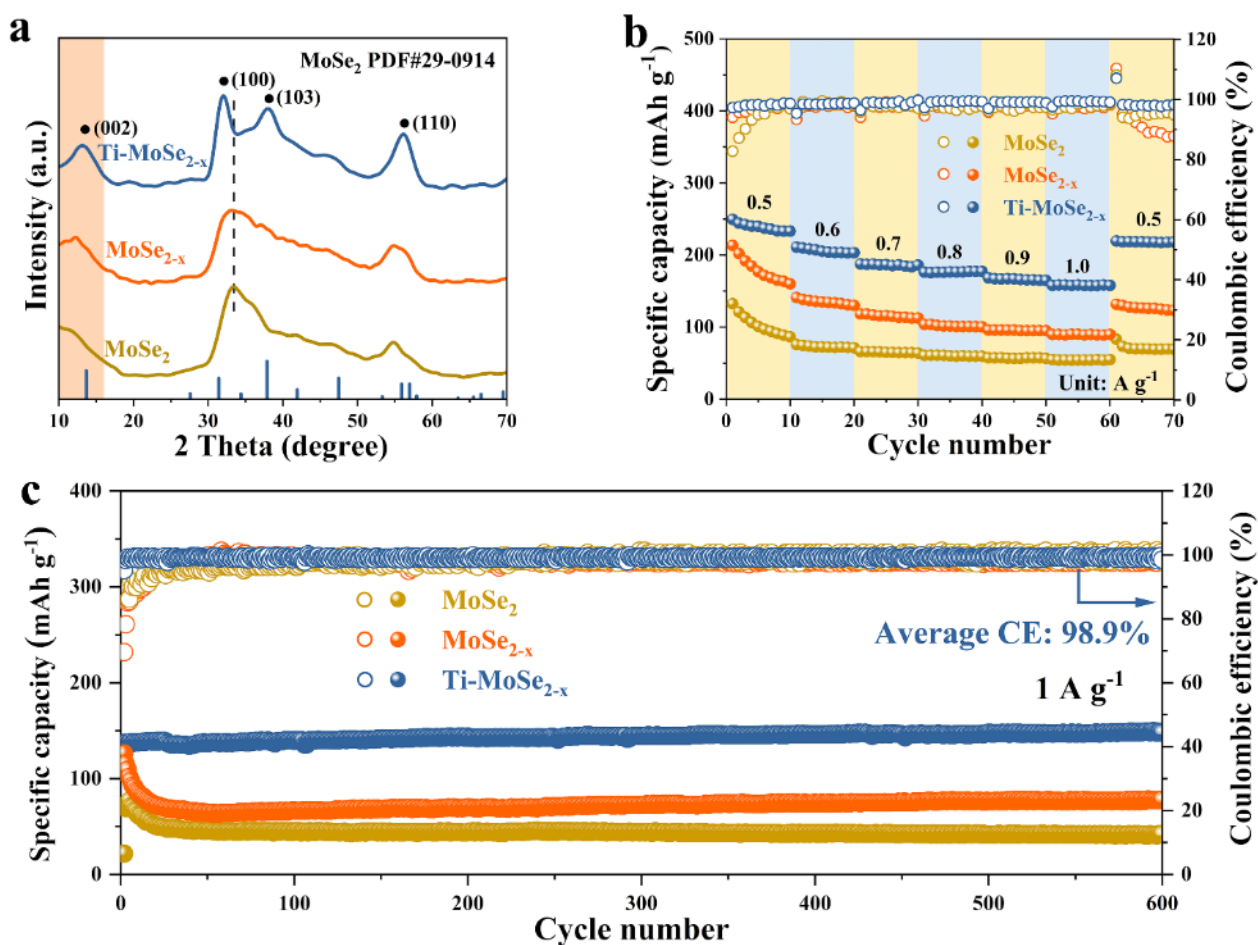 a
MoSe2 PDF#29-0914
(100)
(103)
(002)
(110)
Ti-MoSe2-x
MoSe2-x
MoSe2
Intensity (a.u.)
10 20 30 40 50 60 70
2 Theta (degree)
b
500
400
300
200
100
0
Specific capacity (mAh g-1)
120
100
80
60
40
20
0
Coulombic efficiency (%)
MoSe2
MoSe2-x
Ti-MoSe2-x
0.5
0.6
0.7
0.8
0.9
1.0
0.5
Unit: A g-1
0 10 20 30 40 50 60 70
Cycle number
c
400
300
200
100
0
Specific capacity (mAh g-1)
120
100
80
60
40
20
0
Coulombic efficiency (%)
MoSe2
MoSe2-x
Ti-MoSe2-x
Average CE: 98.9%
1 A g-1
0 100 200 300 400 500 600
Cycle number